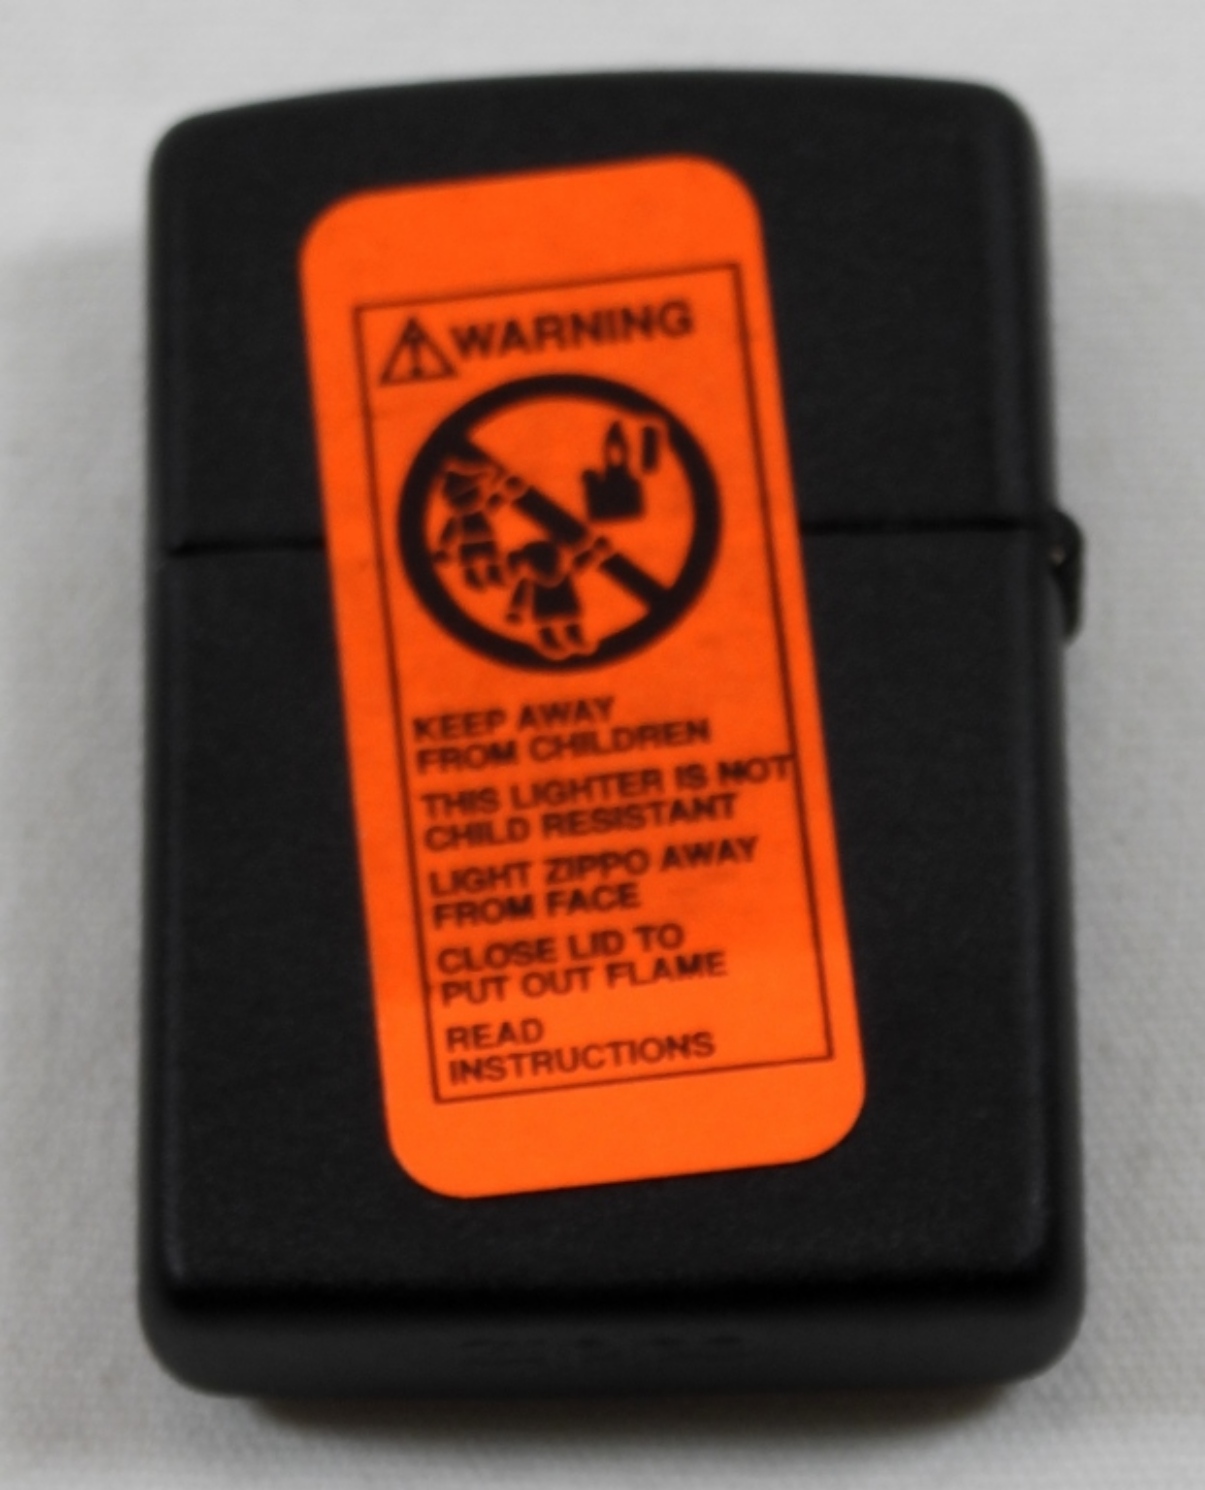 WARNING
KEEP AWAY
FROM CHILDREN
THIS LIGHTER IS NOT
CHILD RESISTANT
LIGHT ZIPPO AWAY
FROM FACE
CLOSE LID TO
PUT OUT FLAME
READ
INSTRUCTIONS